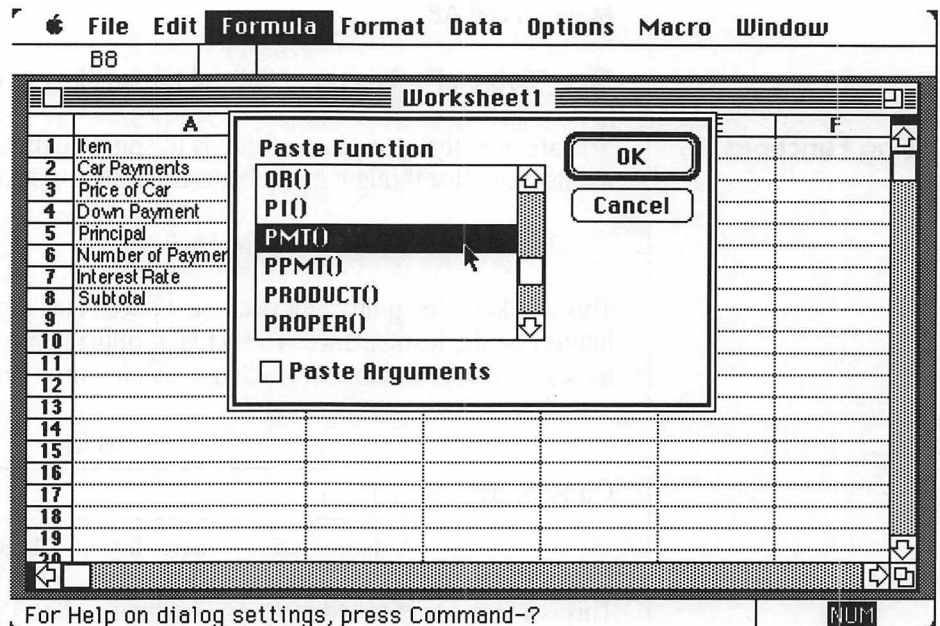 File Edit Formula Format Data Options Macro Window
B8
Worksheet1
A
F
1 Item
2 Car Payments
3 Price of Car
4 Down Payment
5 Principal
6 Number of Paymer
7 Interest Rate
8 Subtotal
9
10
11
12
13
14
15
16
17
18
19
20
Paste Function
OR()
PI()
PMT()
PPMT()
PRODUCT()
PROPER()
Paste Arguments
OK
Cancel
For Help on dialog settings, press Command-?
NUM